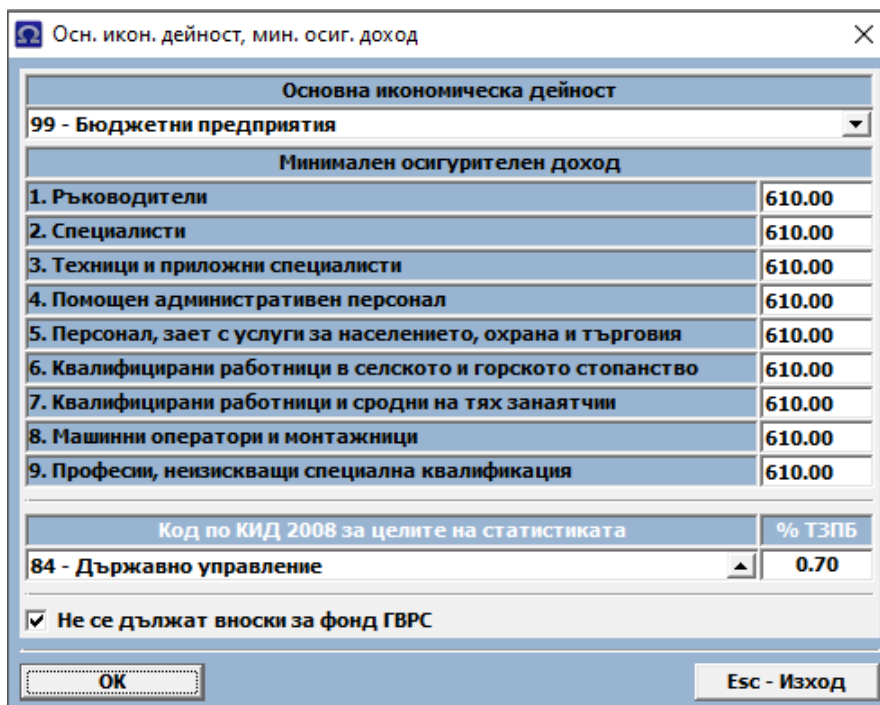 Осн. икон. дейност, мин. осиг. доход
Основна икономическа дейност
99 - Бюджетни предприятия
Минимален осигурителен доход
1. Ръководители 610.00
2. Специалисти 610.00
3. Техници и приложни специалисти 610.00
4. Помощен административен персонал 610.00
5. Персонал, зает с услуги за населението, охрана и търговия 610.00
6. Квалифицирани работници в селското и горското стопанство 610.00
7. Квалифицирани работници и сродни на тях занаятчии 610.00
8. Машинни оператори и монтажници 610.00
9. Професии, неизискващи специална квалификация 610.00
Код по КИД 2008 за целите на статистиката % ТЗПБ
84 - Държавно управление 0.70
Не се дължат вноски за фонд ГВРС
OK Esc - Изход